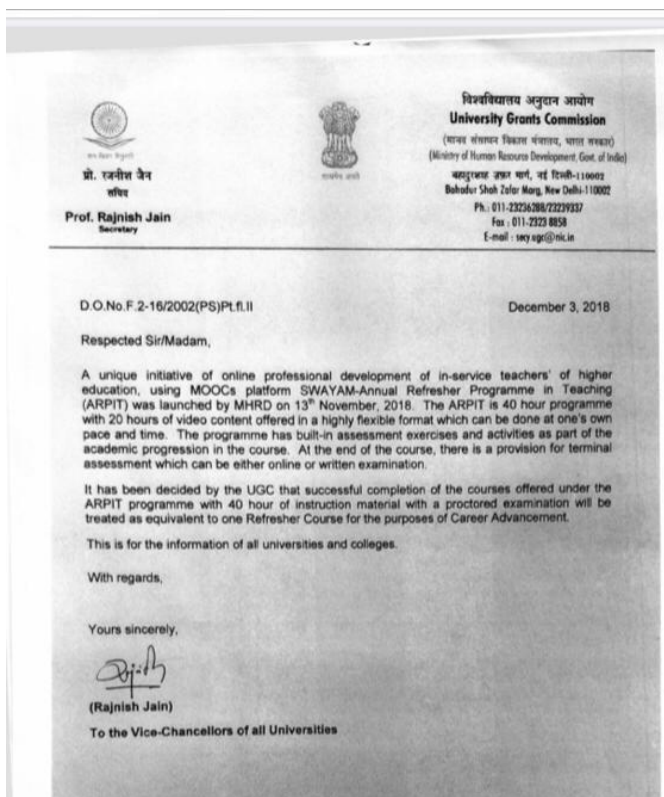 प्रो. रजनीश जैन
सचिव
Prof. Rajnish Jain
Secretary
विश्वविद्यालय अनुदान आयोग
University Grants Commission
(मानव संसाधन विकास मंत्रालय, भारत सरकार)
(Ministry of Human Resource Development, Govt. of India)
बहादुरशाह ज़फ़र मार्ग, नई दिल्ली-110002
Bahadur Shah Zafar Marg, New Delhi-110002
Ph.: 011-23236288/23239337
Fax : 011-2323 8858
E-mail : secy.ugc@nic.in
D.O.No.F.2-16/2002(PS)Pt.fl.II
December 3, 2018
Respected Sir/Madam,
A unique initiative of online professional development of in-service teachers' of higher
education, using MOOCs platform SWAYAM-Annual Refresher Programme in Teaching
(ARPIT) was launched by MHRD on 13th November, 2018. The ARPIT is 40 hour programme
with 20 hours of video content offered in a highly flexible format which can be done at one's own
pace and time. The programme has built-in assessment exercises and activities as part of the
academic progression in the course. At the end of the course, there is a provision for terminal
assessment which can be either online or written examination.
It has been decided by the UGC that successful completion of the courses offered under the
ARPIT programme with 40 hour of instruction material with a proctored examination will be
treated as equivalent to one Refresher Course for the purposes of Career Advancement.
This is for the information of all universities and colleges.
With regards,
Yours sincerely,
(Rajnish Jain)
To the Vice-Chancellors of all Universities